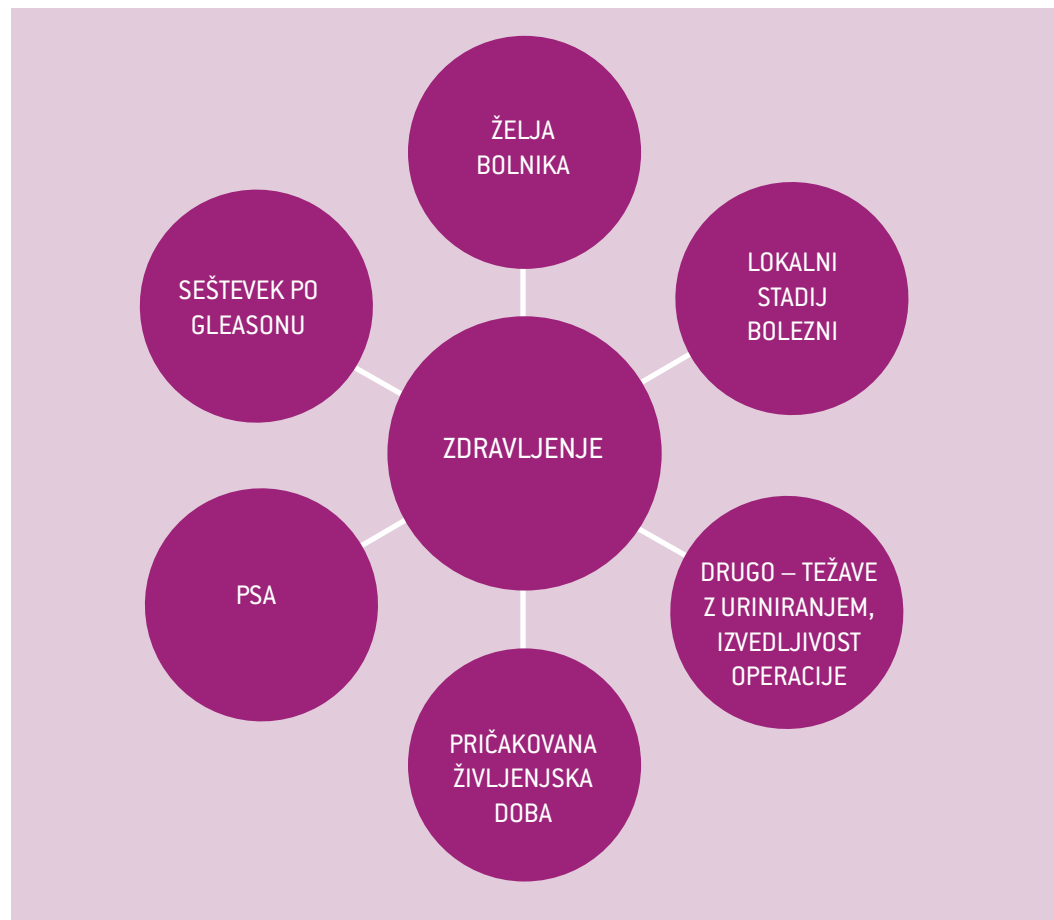 ŽELJA
BOLNIKA
LOKALNI
STADIJ
BOLEZNI
SEŠTEVEK PO
GLEASONU
ZDRAVLJENJE
DRUGO – TEŽAVE
Z URINIRANJEM,
IZVEDLJIVOST
OPERACIJE
PSA
PRIČAKOVANA
ŽIVLJENJSKA
DOBA